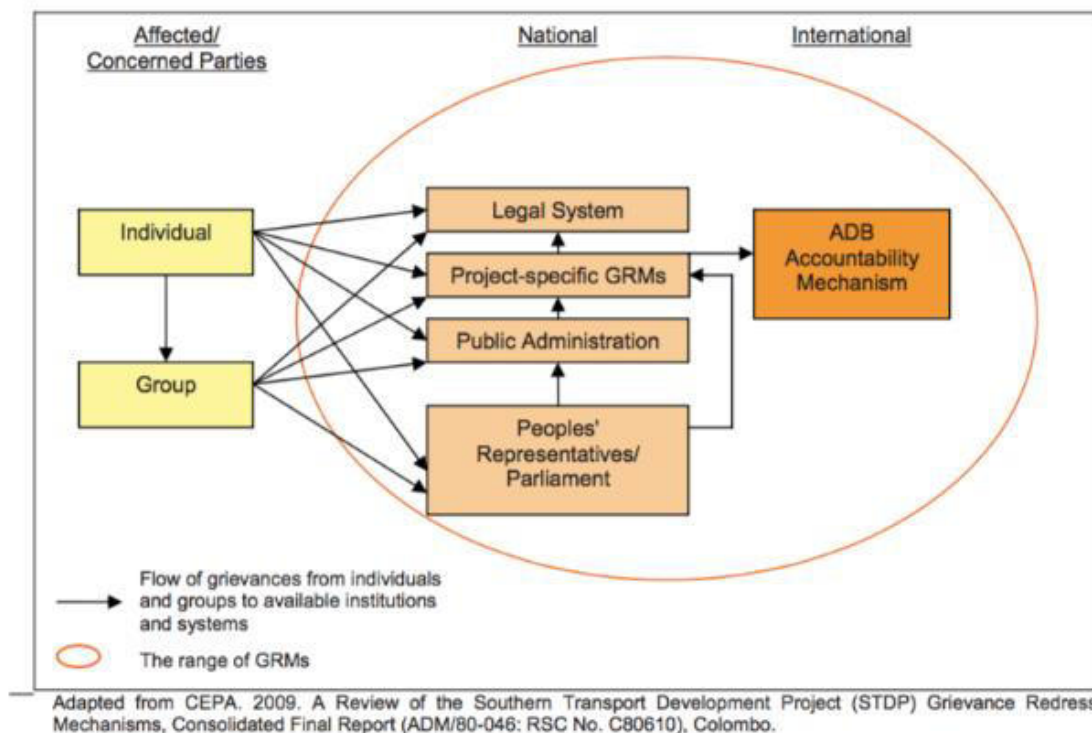 Affected/
Concerned Parties
National
International
Individual
Group
Legal System
Project-specific GRMs
Public Administration
Peoples'
Representatives/
Parliament
ADB
Accountability
Mechanism
Flow of grievances from individuals
and groups to available institutions
and systems
The range of GRMs
Adapted from CEPA. 2009. A Review of the Southern Transport Development Project (STDP) Grievance Redress
Mechanisms, Consolidated Final Report (ADM/80-046: RSC No. C80610), Colombo.